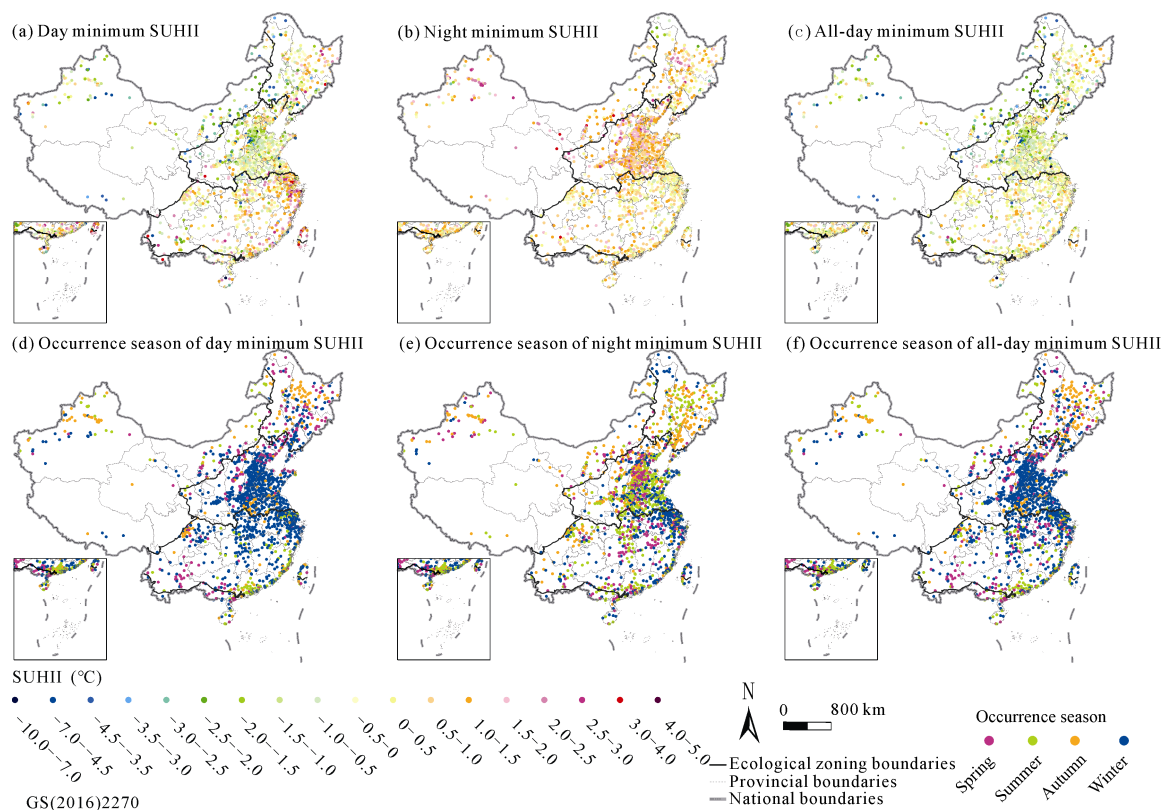 (a) Day minimum SUHII
(b) Night minimum SUHII
(c) All-day minimum SUHII
(d) Occurrence season of day minimum SUHII
(e) Occurrence season of night minimum SUHII
(f) Occurrence season of all-day minimum SUHII
SUHII (℃)
−10.0–−7.0
−7.0–−4.5
−4.5–−3.5
−3.5–−3.0
−3.0–−2.5
−2.5–−2.0
−2.0–−1.5
−1.5–−1.0
−1.0–−0.5
−0.5–0
0–0.5
0.5–1.0
1.0–1.5
1.5–2.0
2.0–2.5
2.5–3.0
3.0–4.0
4.0–5.0
N
0 800 km
Ecological zoning boundaries
Provincial boundaries
National boundaries
Occurrence season
Spring
Summer
Autumn
Winter
GS(2016)2270